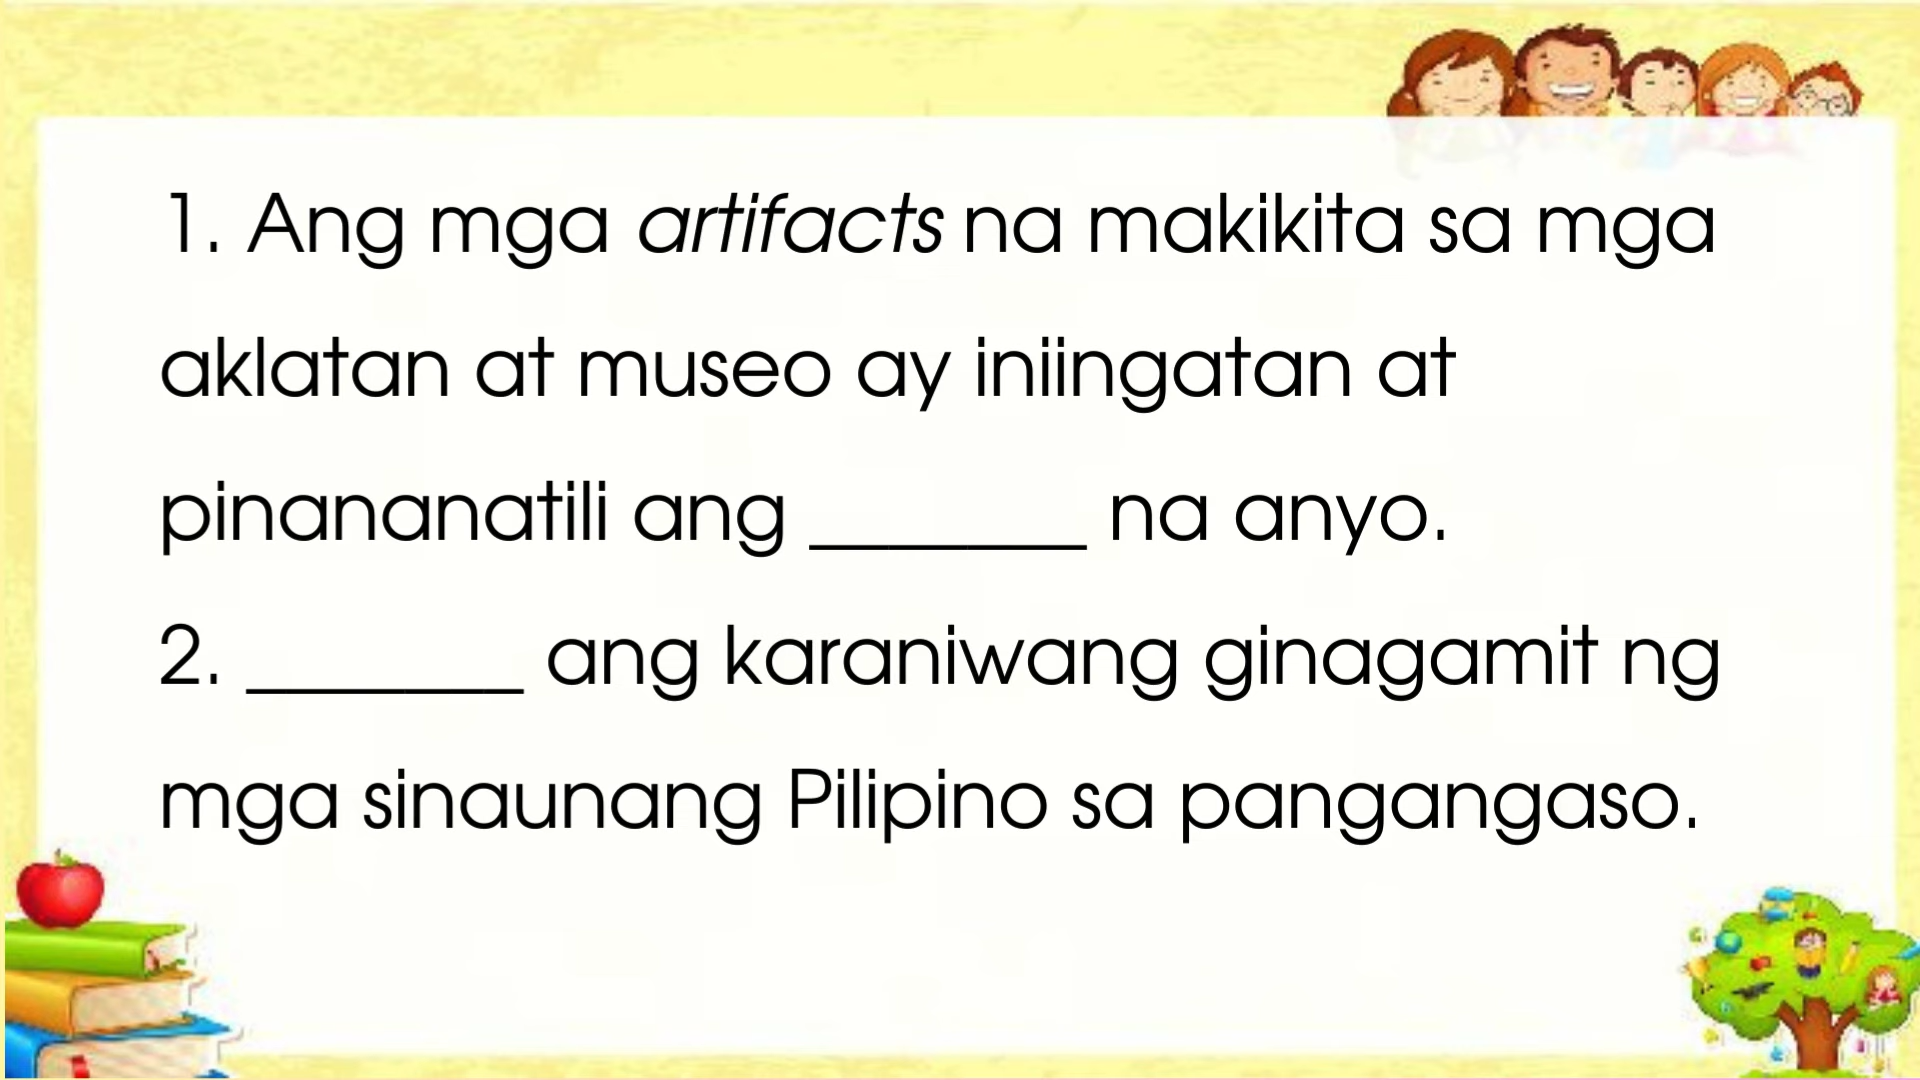 1. Ang mga artifacts na makikita sa mga
aklatan at museo ay iniingatan at
pinananatili ang _______ na anyo.
2. _______ ang karaniwang ginagamit ng
mga sinaunang Pilipino sa pangangaso.